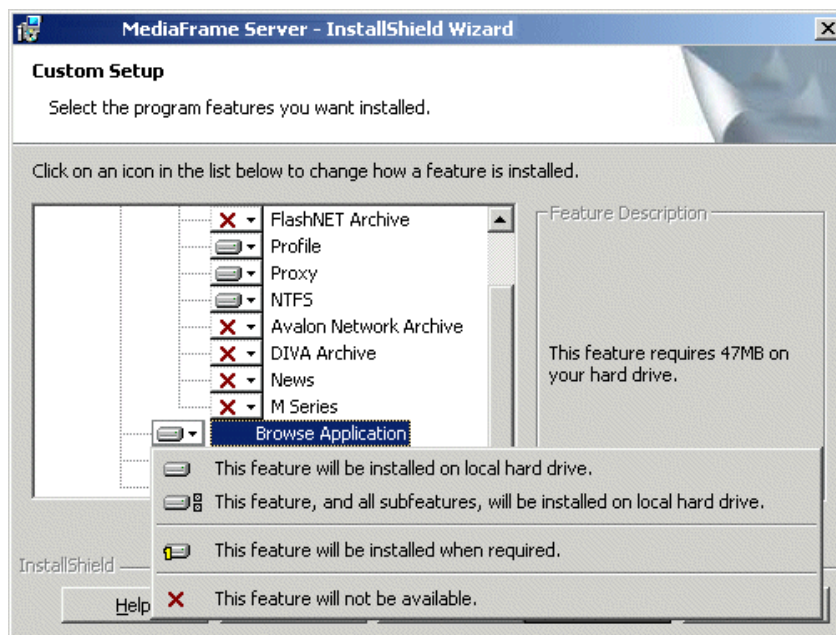 MediaFrame Server - InstallShield Wizard
Custom Setup
Select the program features you want installed.
Click on an icon in the list below to change how a feature is installed.
FlashNET Archive
Profile
Proxy
NTFS
Avalon Network Archive
DIVA Archive
News
M Series
Browse Application
Feature Description
This feature requires 47MB on
your hard drive.
This feature will be installed on local hard drive.
This feature, and all subfeatures, will be installed on local hard drive.
This feature will be installed when required.
This feature will not be available.
InstallShield
Help